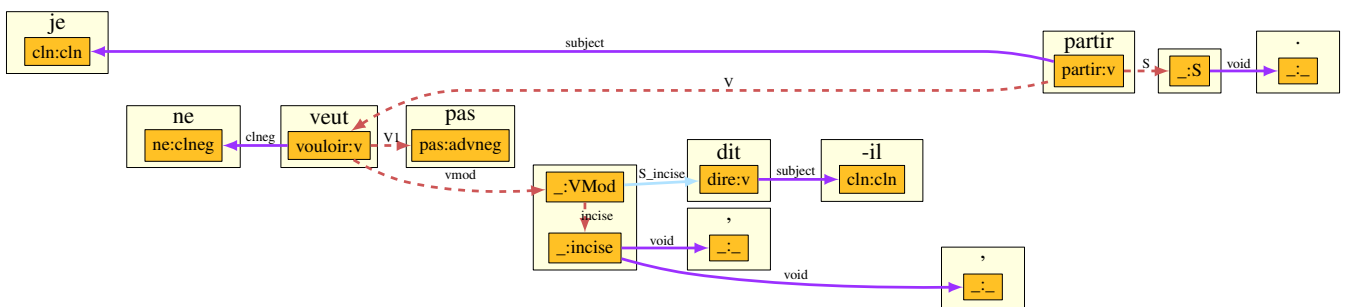 je
partir
.
cln:cln
subject
partir:v
S
_:S
void
_:_
V
ne
veut
pas
ne:clneg
clneg
vouloir:v
V1
pas:advneg
vmod
dit
-il
_:VMod
S_incise
dire:v
subject
cln:cln
incise
,
_:incise
void
_:_
void
,
_:_